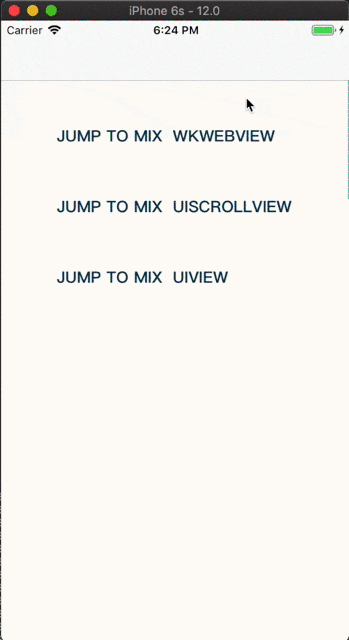 iPhone 6s - 12.0
Carrier 6:24 PM
JUMP TO MIX  WKWEBVIEW
JUMP TO MIX  UISCROLLVIEW
JUMP TO MIX  UIVIEW